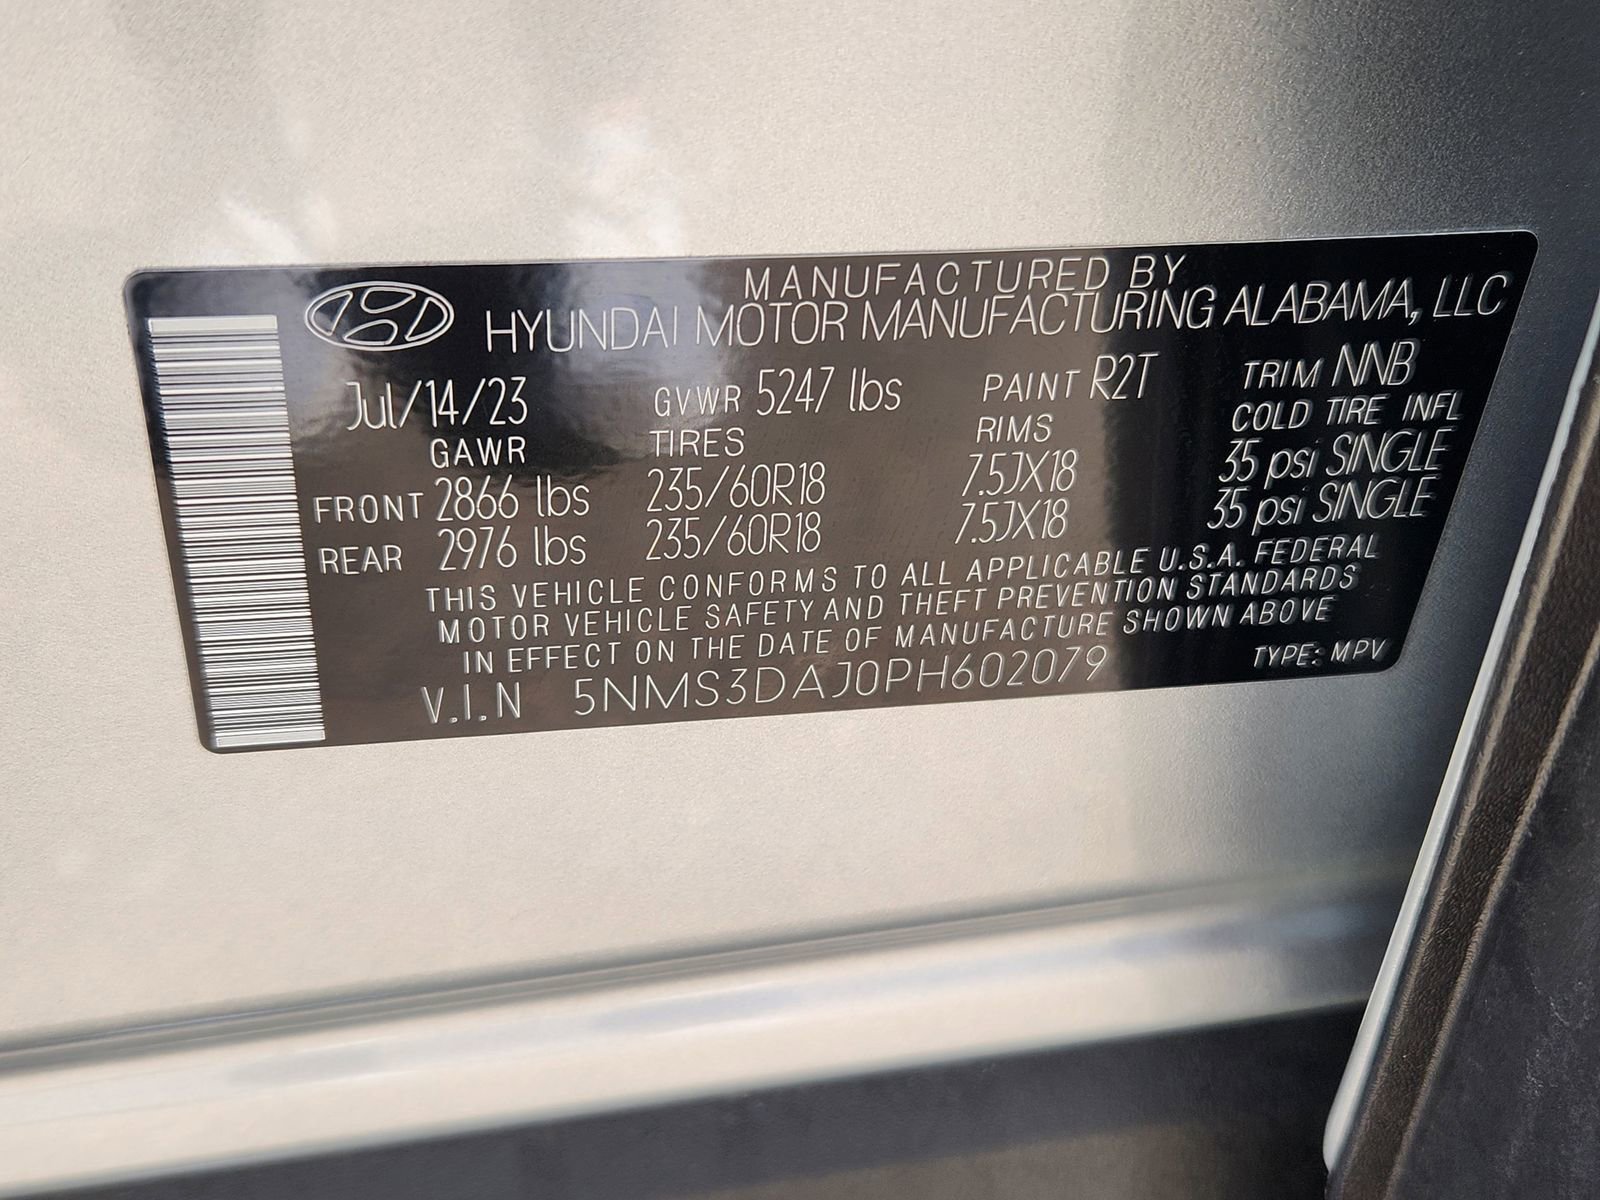 MANUFACTURED BY
HYUNDAI MOTOR MANUFACTURING ALABAMA, LLC
Jul/14/23 GVWR 5247 lbs PAINT R2T TRIM NNB
GAWR TIRES RIMS COLD TIRE INFL
FRONT 2866 lbs 235/60R18 7.5JX18 35 psi SINGLE
REAR 2976 lbs 235/60R18 7.5JX18 35 psi SINGLE
THIS VEHICLE CONFORMS TO ALL APPLICABLE U.S.A. FEDERAL
MOTOR VEHICLE SAFETY AND THEFT PREVENTION STANDARDS
IN EFFECT ON THE DATE OF MANUFACTURE SHOWN ABOVE
V.I.N 5NMS3DAJ0PH602079 TYPE: MPV